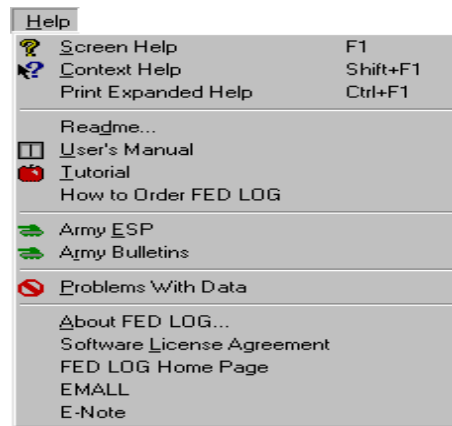 Help
Screen Help F1
Context Help Shift+F1
Print Expanded Help Ctrl+F1
Readme...
User's Manual
Tutorial
How to Order FED LOG
Army ESP
Army Bulletins
Problems With Data
About FED LOG...
Software License Agreement
FED LOG Home Page
EMALL
E-Note